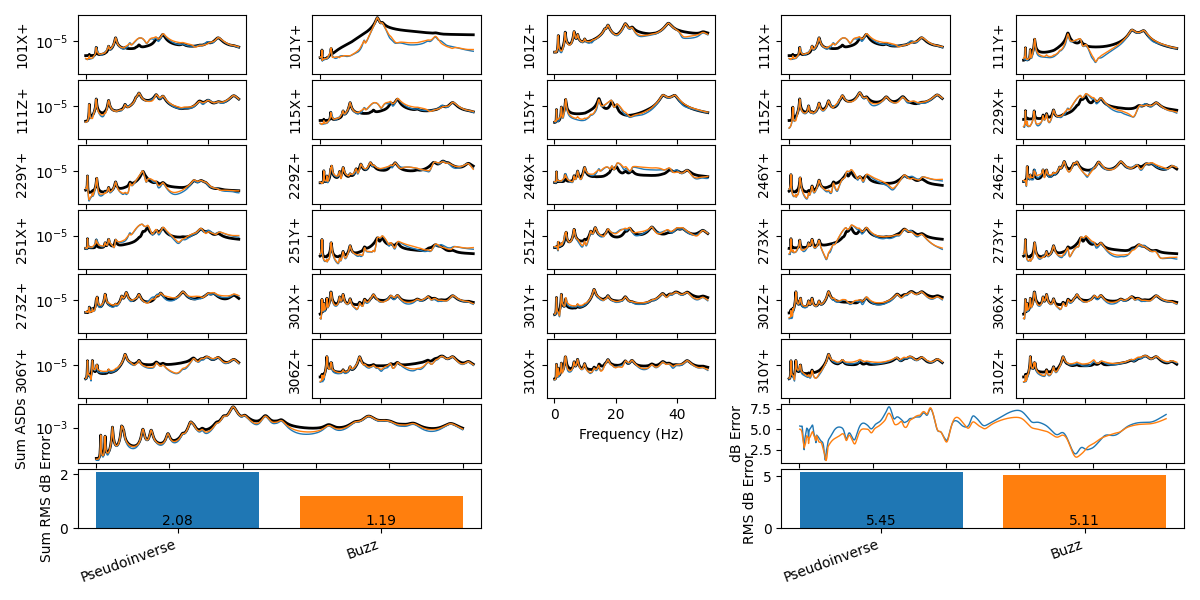 101X+ 10⁻⁵ 101Y+ 101Z+ 111X+ 111Y+
111Z+ 10⁻⁵ 115X+ 115Y+ 115Z+ 229X+
229Y+ 10⁻⁵ 229Z+ 246X+ 246Y+ 246Z+
251X+ 10⁻⁵ 251Y+ 251Z+ 273X+ 273Y+
273Z+ 10⁻⁵ 301X+ 301Y+ 301Z+ 306X+
306Y+ 10⁻⁵ 306Z+ 310X+ 310Y+ 310Z+
0 20 40
Frequency (Hz)
Sum ASDs
10⁻³
dB Error
7.5
5.0
2.5
Sum RMS dB Error
2
0
2.08
1.19
Pseudoinverse
Buzz
RMS dB Error
5
0
5.45
5.11
Pseudoinverse
Buzz